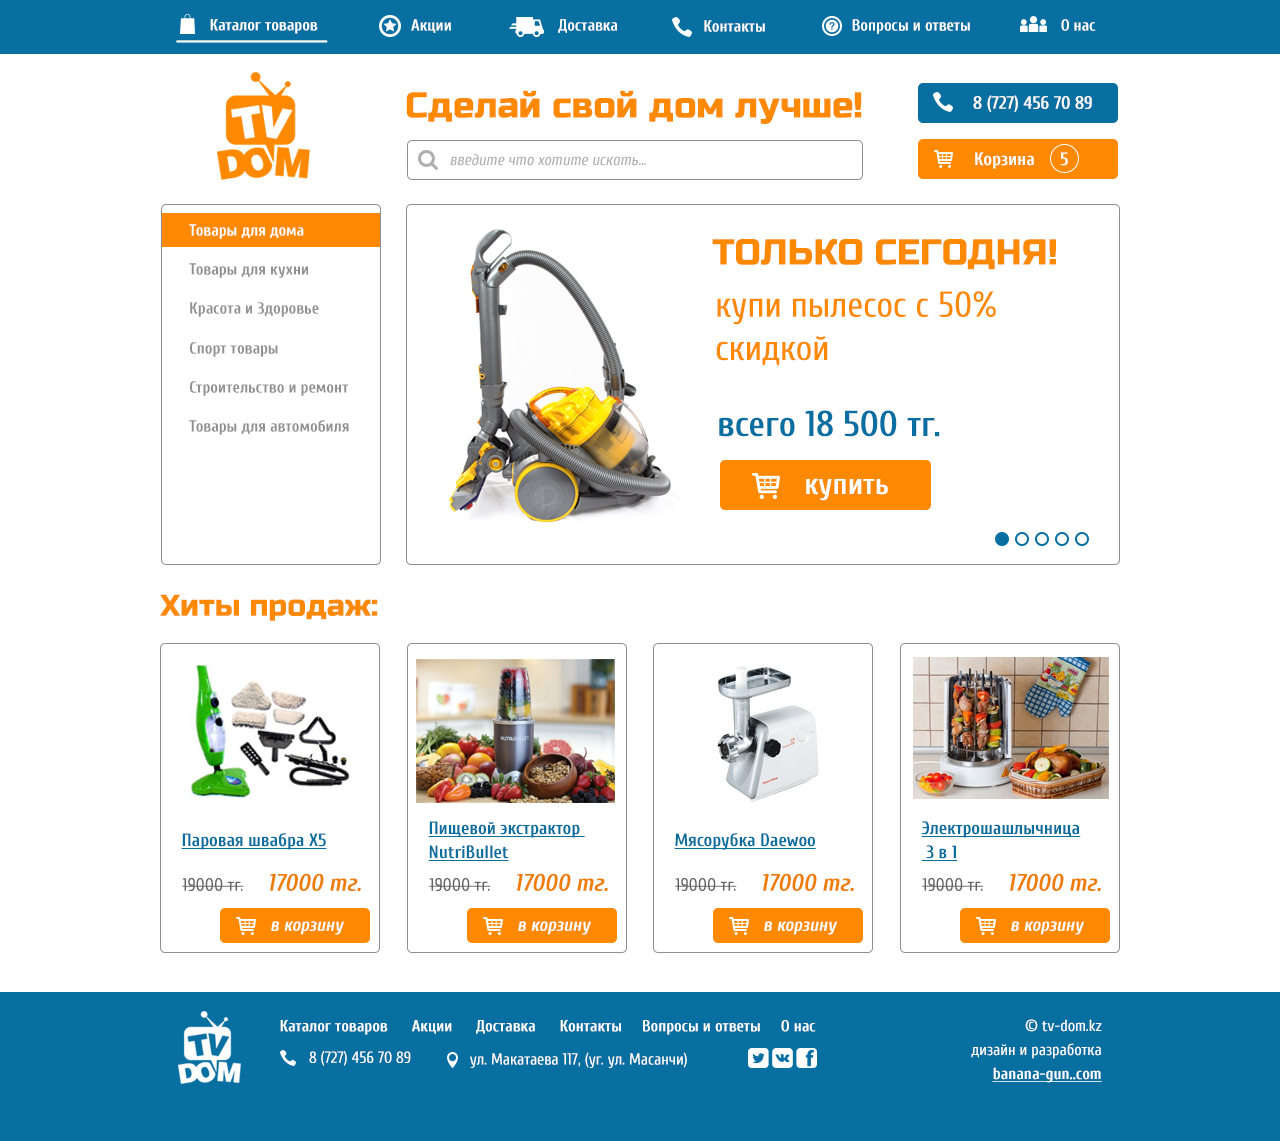 Каталог товаров
Акции
Доставка
Контакты
Вопросы и ответы
О нас
TV
DOM
Сделай свой дом лучше!
8 (727) 456 70 89
введите что хотите искать...
Корзина 5
Товары для дома
Товары для кухни
Красота и Здоровье
Спорт товары
Строительство и ремонт
Товары для автомобиля
ТОЛЬКО СЕГОДНЯ!
купи пылесос с 50%
скидкой
всего 18 500 тг.
купить
Хиты продаж:
NUTRIBULLET
Паровая швабра X5
19000 тг. 17000 тг.
в корзину
Пищевой экстрактор
NutriBullet
19000 тг. 17000 тг.
в корзину
Мясорубка Daewoo
19000 тг. 17000 тг.
в корзину
Электрошашлычница
3 в 1
19000 тг. 17000 тг.
в корзину
TV
DOM
Каталог товаров
Акции
Доставка
Контакты
Вопросы и ответы
О нас
8 (727) 456 70 89
ул. Макатаева 117, (уг. ул. Масанчи)
© tv-dom.kz
дизайн и разработка
banana-gun..com